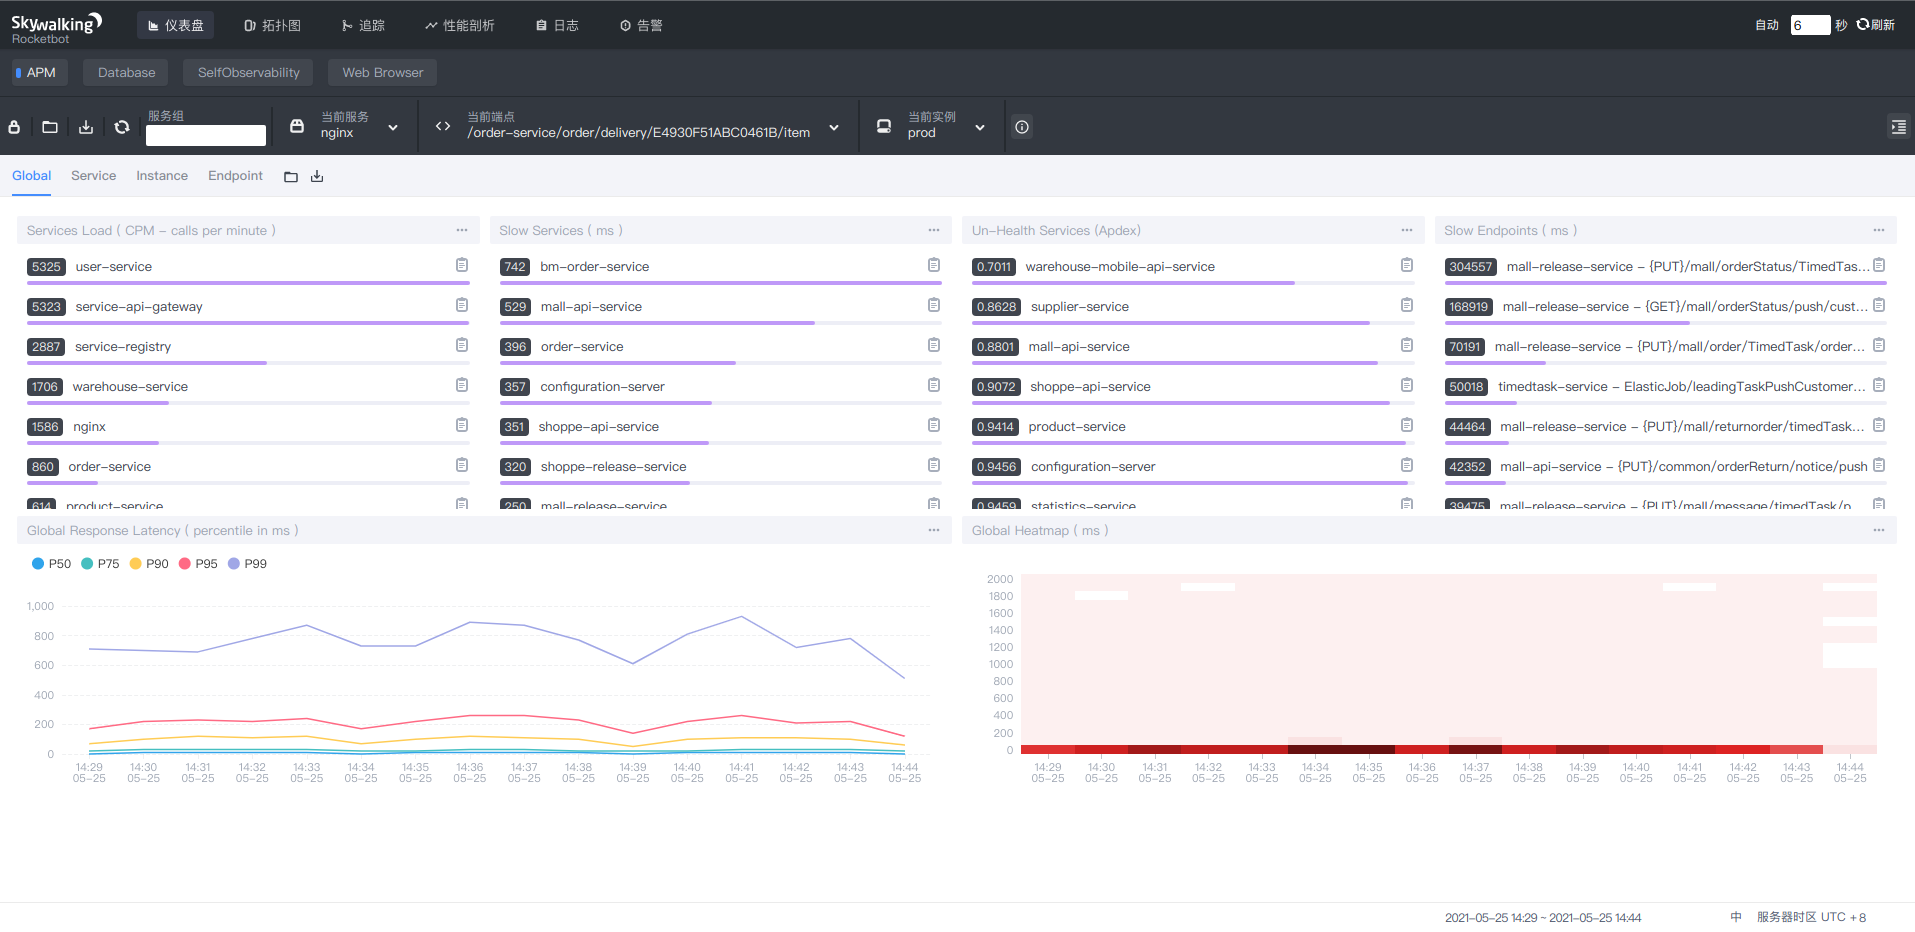 Skywalking
Rocketbot
仪表盘
拓扑图
追踪
性能剖析
日志
告警
自动 6 秒 刷新
APM
Database
SelfObservability
Web Browser
服务组
当前服务
nginx
当前端点
/order-service/order/delivery/E4930F51ABC0461B/item
当前实例
prod
Global
Service
Instance
Endpoint
Services Load ( CPM - calls per minute )
5325 user-service
5323 service-api-gateway
2887 service-registry
1706 warehouse-service
1586 nginx
860 order-service
614 product-service
Slow Services ( ms )
742 bm-order-service
529 mall-api-service
396 order-service
357 configuration-server
351 shoppe-api-service
320 shoppe-release-service
250 mall-release-service
Un-Health Services (Apdex)
0.7011 warehouse-mobile-api-service
0.8628 supplier-service
0.8801 mall-api-service
0.9072 shoppe-api-service
0.9414 product-service
0.9456 configuration-server
0.9459 statistics-service
Slow Endpoints ( ms )
304557 mall-release-service - {PUT}/mall/orderStatus/TimedTas...
168919 mall-release-service - {GET}/mall/orderStatus/push/cust...
70191 mall-release-service - {PUT}/mall/order/TimedTask/order...
50018 timedtask-service - ElasticJob/leadingTaskPushCustomer...
44464 mall-release-service - {PUT}/mall/returnorder/timedTask...
42352 mall-api-service - {PUT}/common/orderReturn/notice/push
39475 mall-release-service - {PUT}/mall/message/timedTask/p...
Global Response Latency ( percentile in ms )
P50 P75 P90 P95 P99
1,000
800
600
400
200
0
14:29 14:30 14:31 14:32 14:33 14:34 14:35 14:36 14:37 14:38 14:39 14:40 14:41 14:42 14:43 14:44
05-25 05-25 05-25 05-25 05-25 05-25 05-25 05-25 05-25 05-25 05-25 05-25 05-25 05-25 05-25 05-25
Global Heatmap ( ms )
2000
1800
1600
1400
1200
1000
800
600
400
200
0
14:29 14:30 14:31 14:32 14:33 14:34 14:35 14:36 14:37 14:38 14:39 14:40 14:41 14:42 14:43 14:44
05-25 05-25 05-25 05-25 05-25 05-25 05-25 05-25 05-25 05-25 05-25 05-25 05-25 05-25 05-25 05-25
2021-05-25 14:29 ~ 2021-05-25 14:44
中
服务器时区 UTC + 8